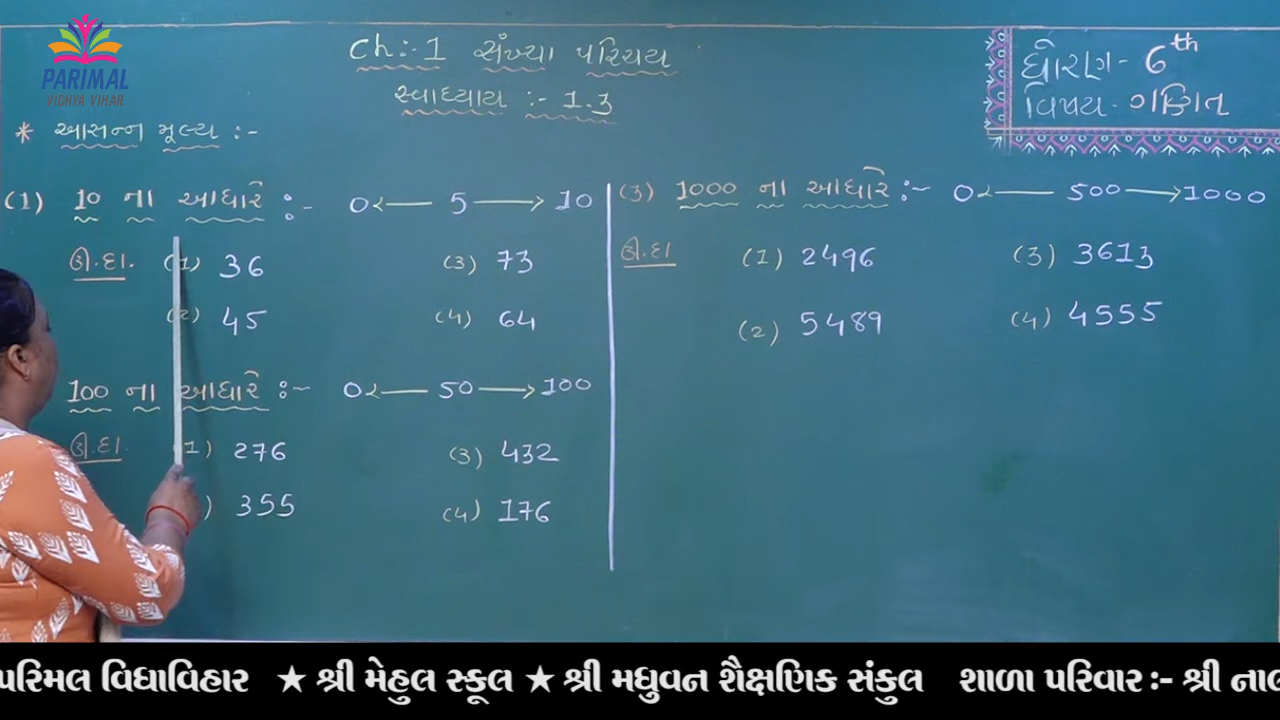 PARIMAL
VIDHYA VIHAR
Ch:- 1 સંખ્યા પરિચય
સ્વાધ્યાય :- 1.3
ધોરણ - 6th
વિષય - ગણિત
* આસન્ન મૂલ્ય :-
(1) 10 ના આધારે :- 0 ← 5 → 10
ઉ.દા. (1) 36 (3) 73
(2) 45 (4) 64
100 ના આધારે :- 0 ← 50 → 100
ઉ.દા. (1) 276 (3) 432
) 355 (4) 176
(3) 1000 ના આધારે :- 0 ← 500 → 1000
ઉ.દા (1) 2496 (3) 3613
(2) 5489 (4) 4555
પરિમલ વિદ્યાવિહાર ★ શ્રી મેહુલ સ્કૂલ ★ શ્રી મધુવન શૈક્ષણિક સંકુલ શાળા પરિવાર :- શ્રી